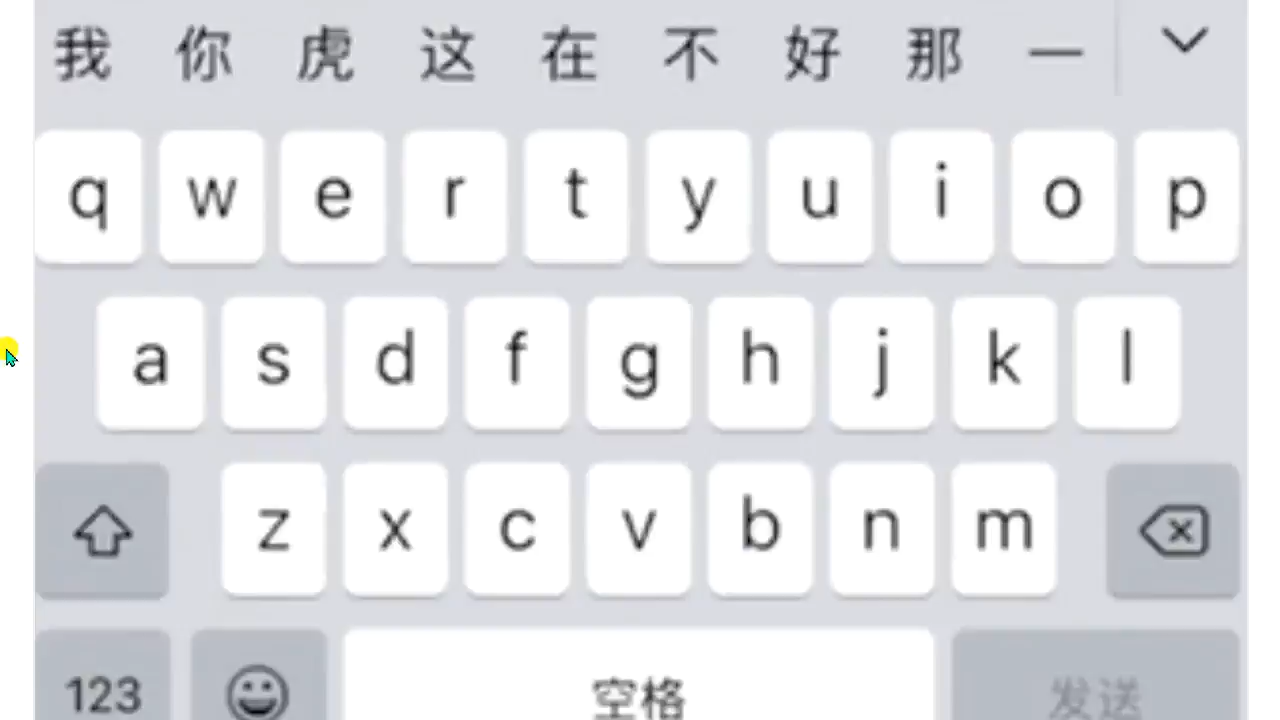 我 你 虎 这 在 不 好 那 一
q w e r t y u i o p
a s d f g h j k l
z x c v b n m
123 空格 发送